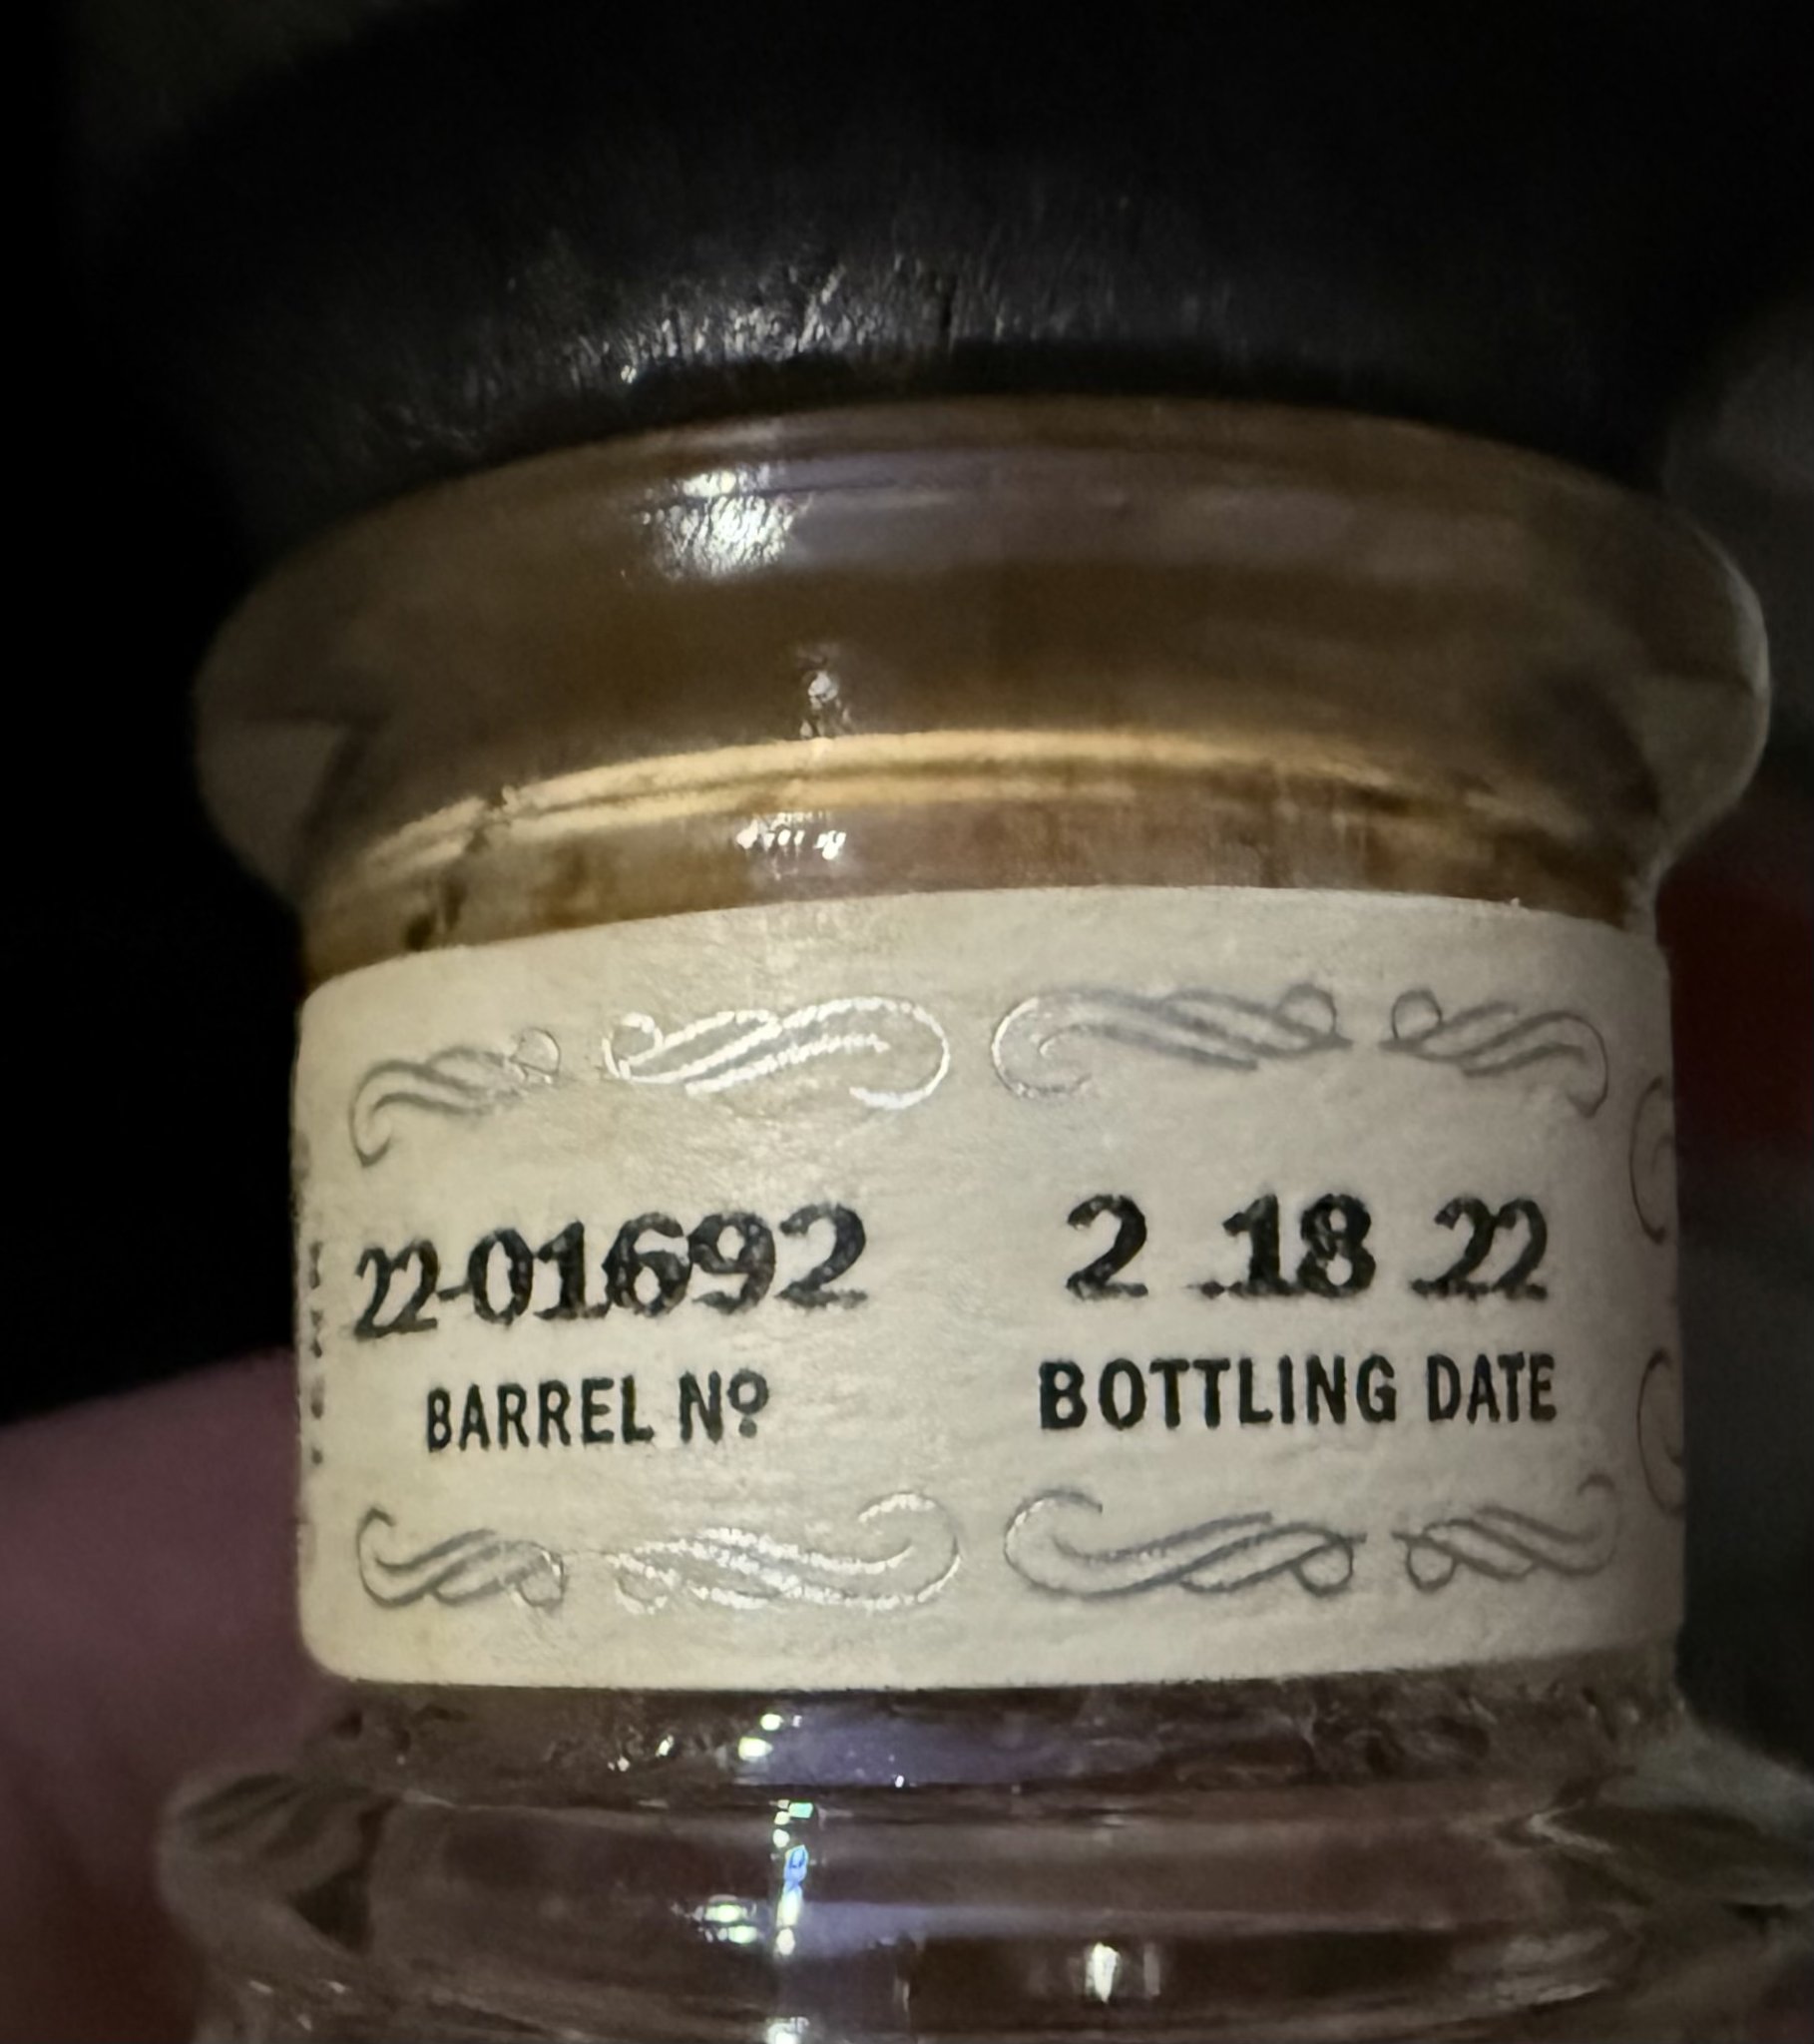 22-01692 2 .18 .22
BARREL Nº BOTTLING DATE